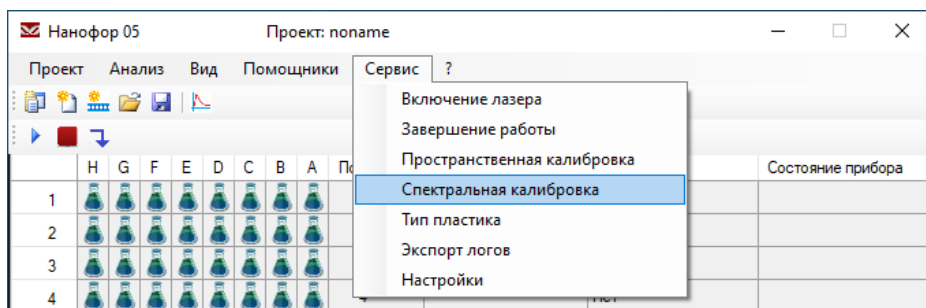 Нанофор 05 Проект: noname
Проект Анализ Вид Помощники Сервис ?
Включение лазера
Завершение работы
Пространственная калибровка
Спектральная калибровка
Тип пластика
Экспорт логов
Настройки
H G F E D C B A Состояние прибора
1
2
3
4